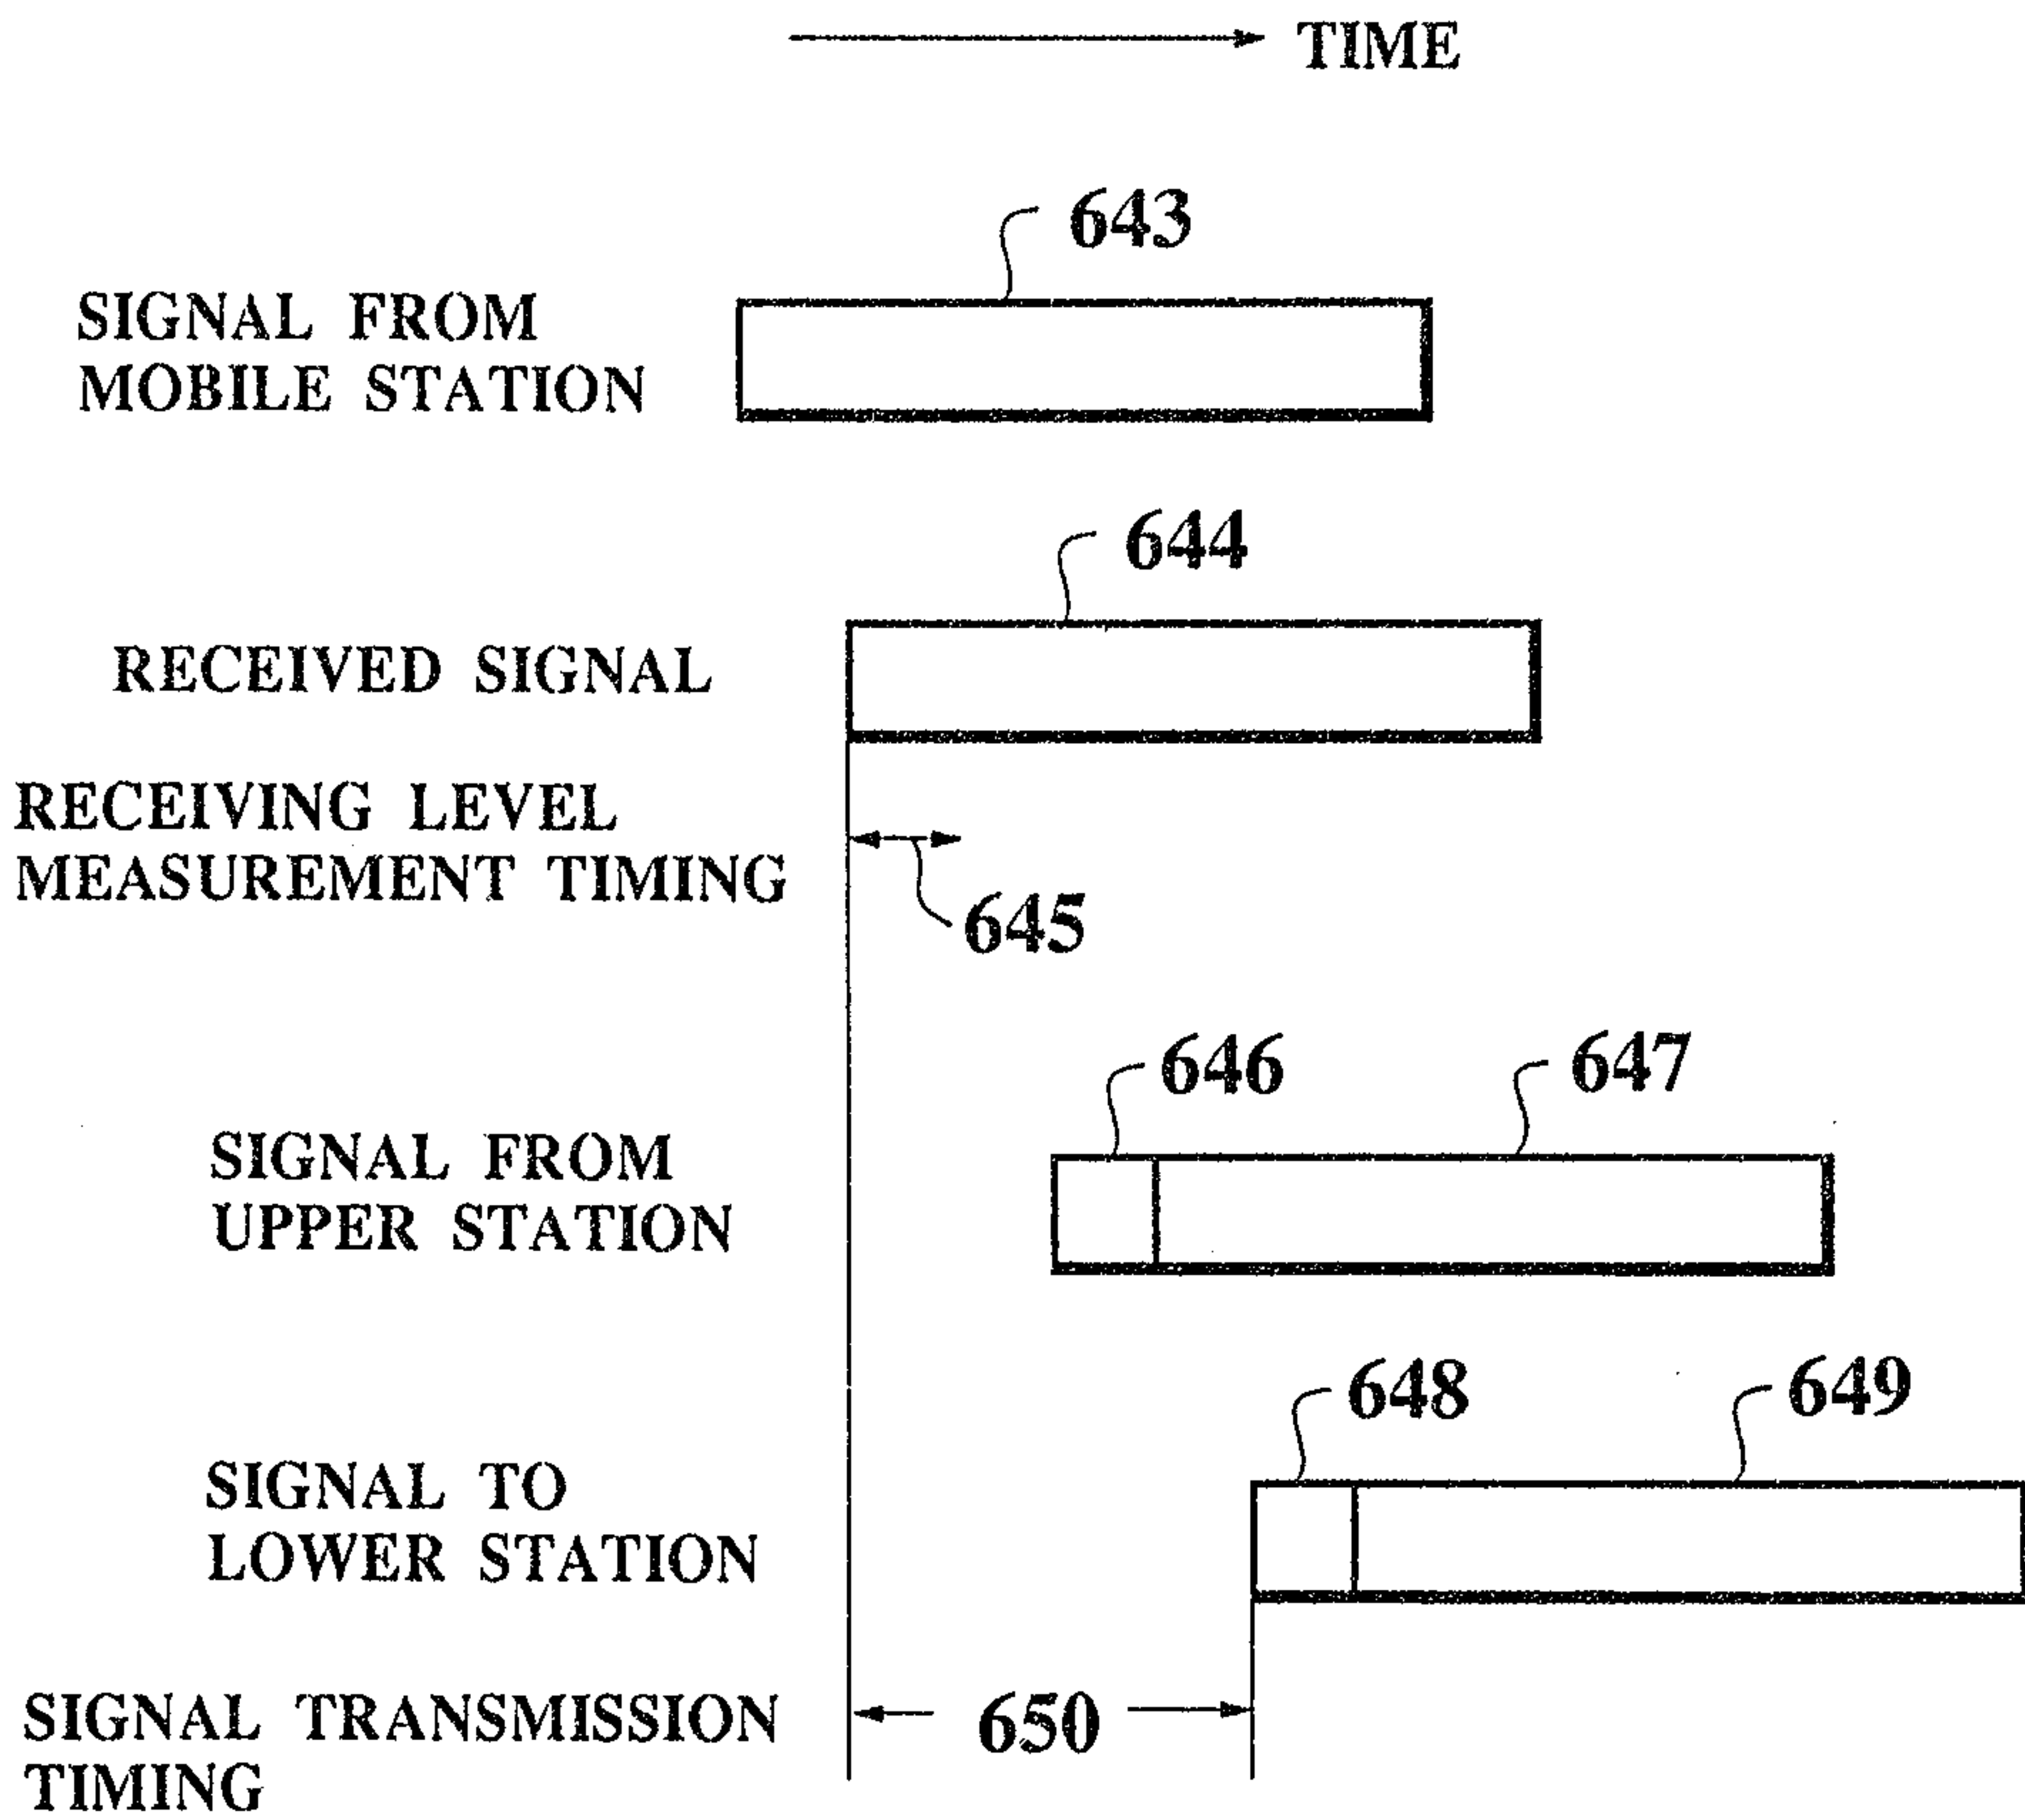 TIME
643
SIGNAL FROM
MOBILE STATION
644
RECEIVED SIGNAL
RECEIVING LEVEL
MEASUREMENT TIMING
645
646
647
SIGNAL FROM
UPPER STATION
648
649
SIGNAL TO
LOWER STATION
SIGNAL TRANSMISSION
TIMING
650